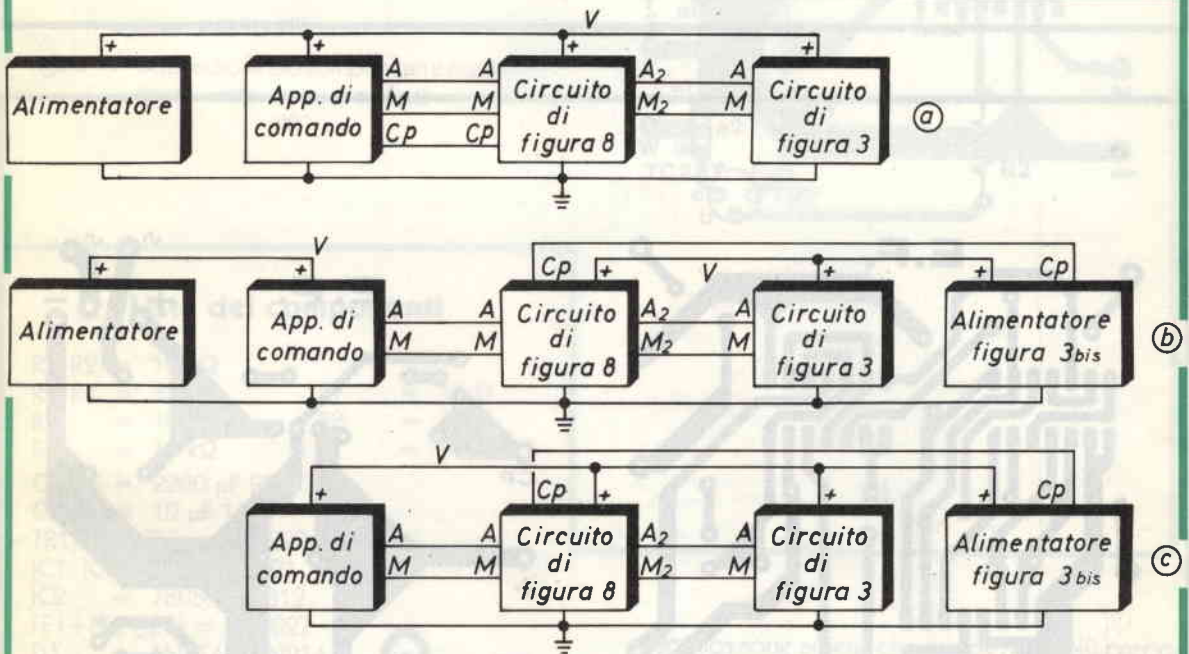 V
+ + + +
Alimentatore
App. di comando
A A
M M
Cp Cp
Circuito di figura 8
A2 A
M2 M
Circuito di figura 3
a
V
+ +
Alimentatore
App. di comando
A A
M M
Cp + V + + Cp
Circuito di figura 8
A2 A
M2 M
Circuito di figura 3
Alimentatore figura 3bis
b
V
+ Cp + + + Cp
App. di comando
A A
M M
Circuito di figura 8
A2 A
M2 M
Circuito di figura 3
Alimentatore figura 3bis
c